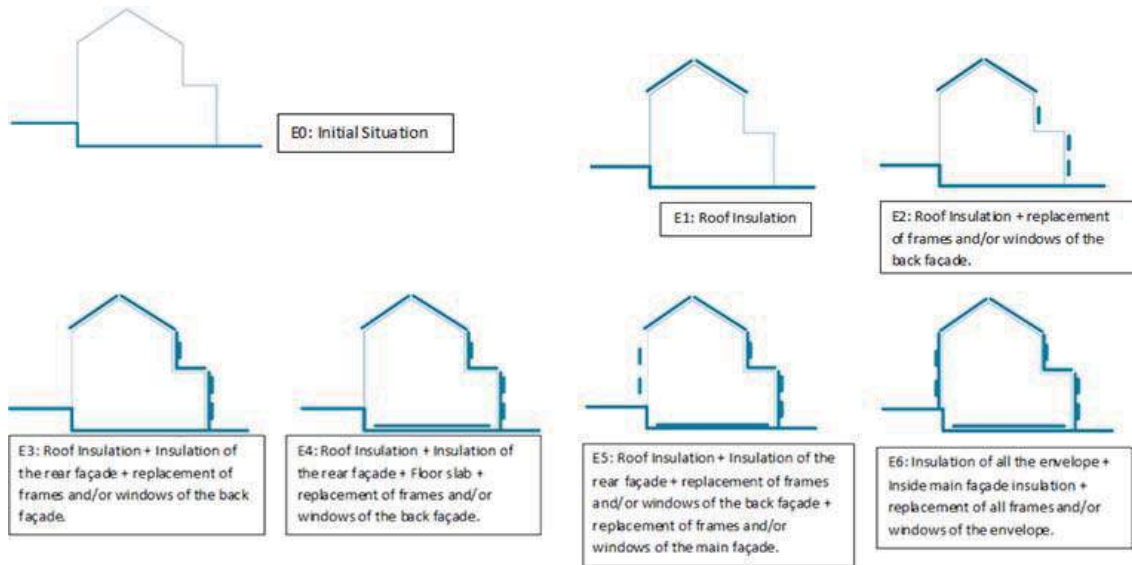 E0: Initial Situation
E1: Roof Insulation
E2: Roof Insulation + replacement
of frames and/or windows of the
back façade.
E3: Roof Insulation + Insulation of
the rear façade + replacement of
frames and/or windows of the back
façade.
E4: Roof Insulation + Insulation of
the rear façade + Floor slab +
replacement of frames and/or
windows of the back façade.
E5: Roof Insulation + Insulation of the
rear façade + replacement of frames
and/or windows of the back façade +
replacement of frames and/or
windows of the main façade.
E6: Insulation of all the envelope +
Inside main façade insulation +
replacement of all frames and/or
windows of the envelope.